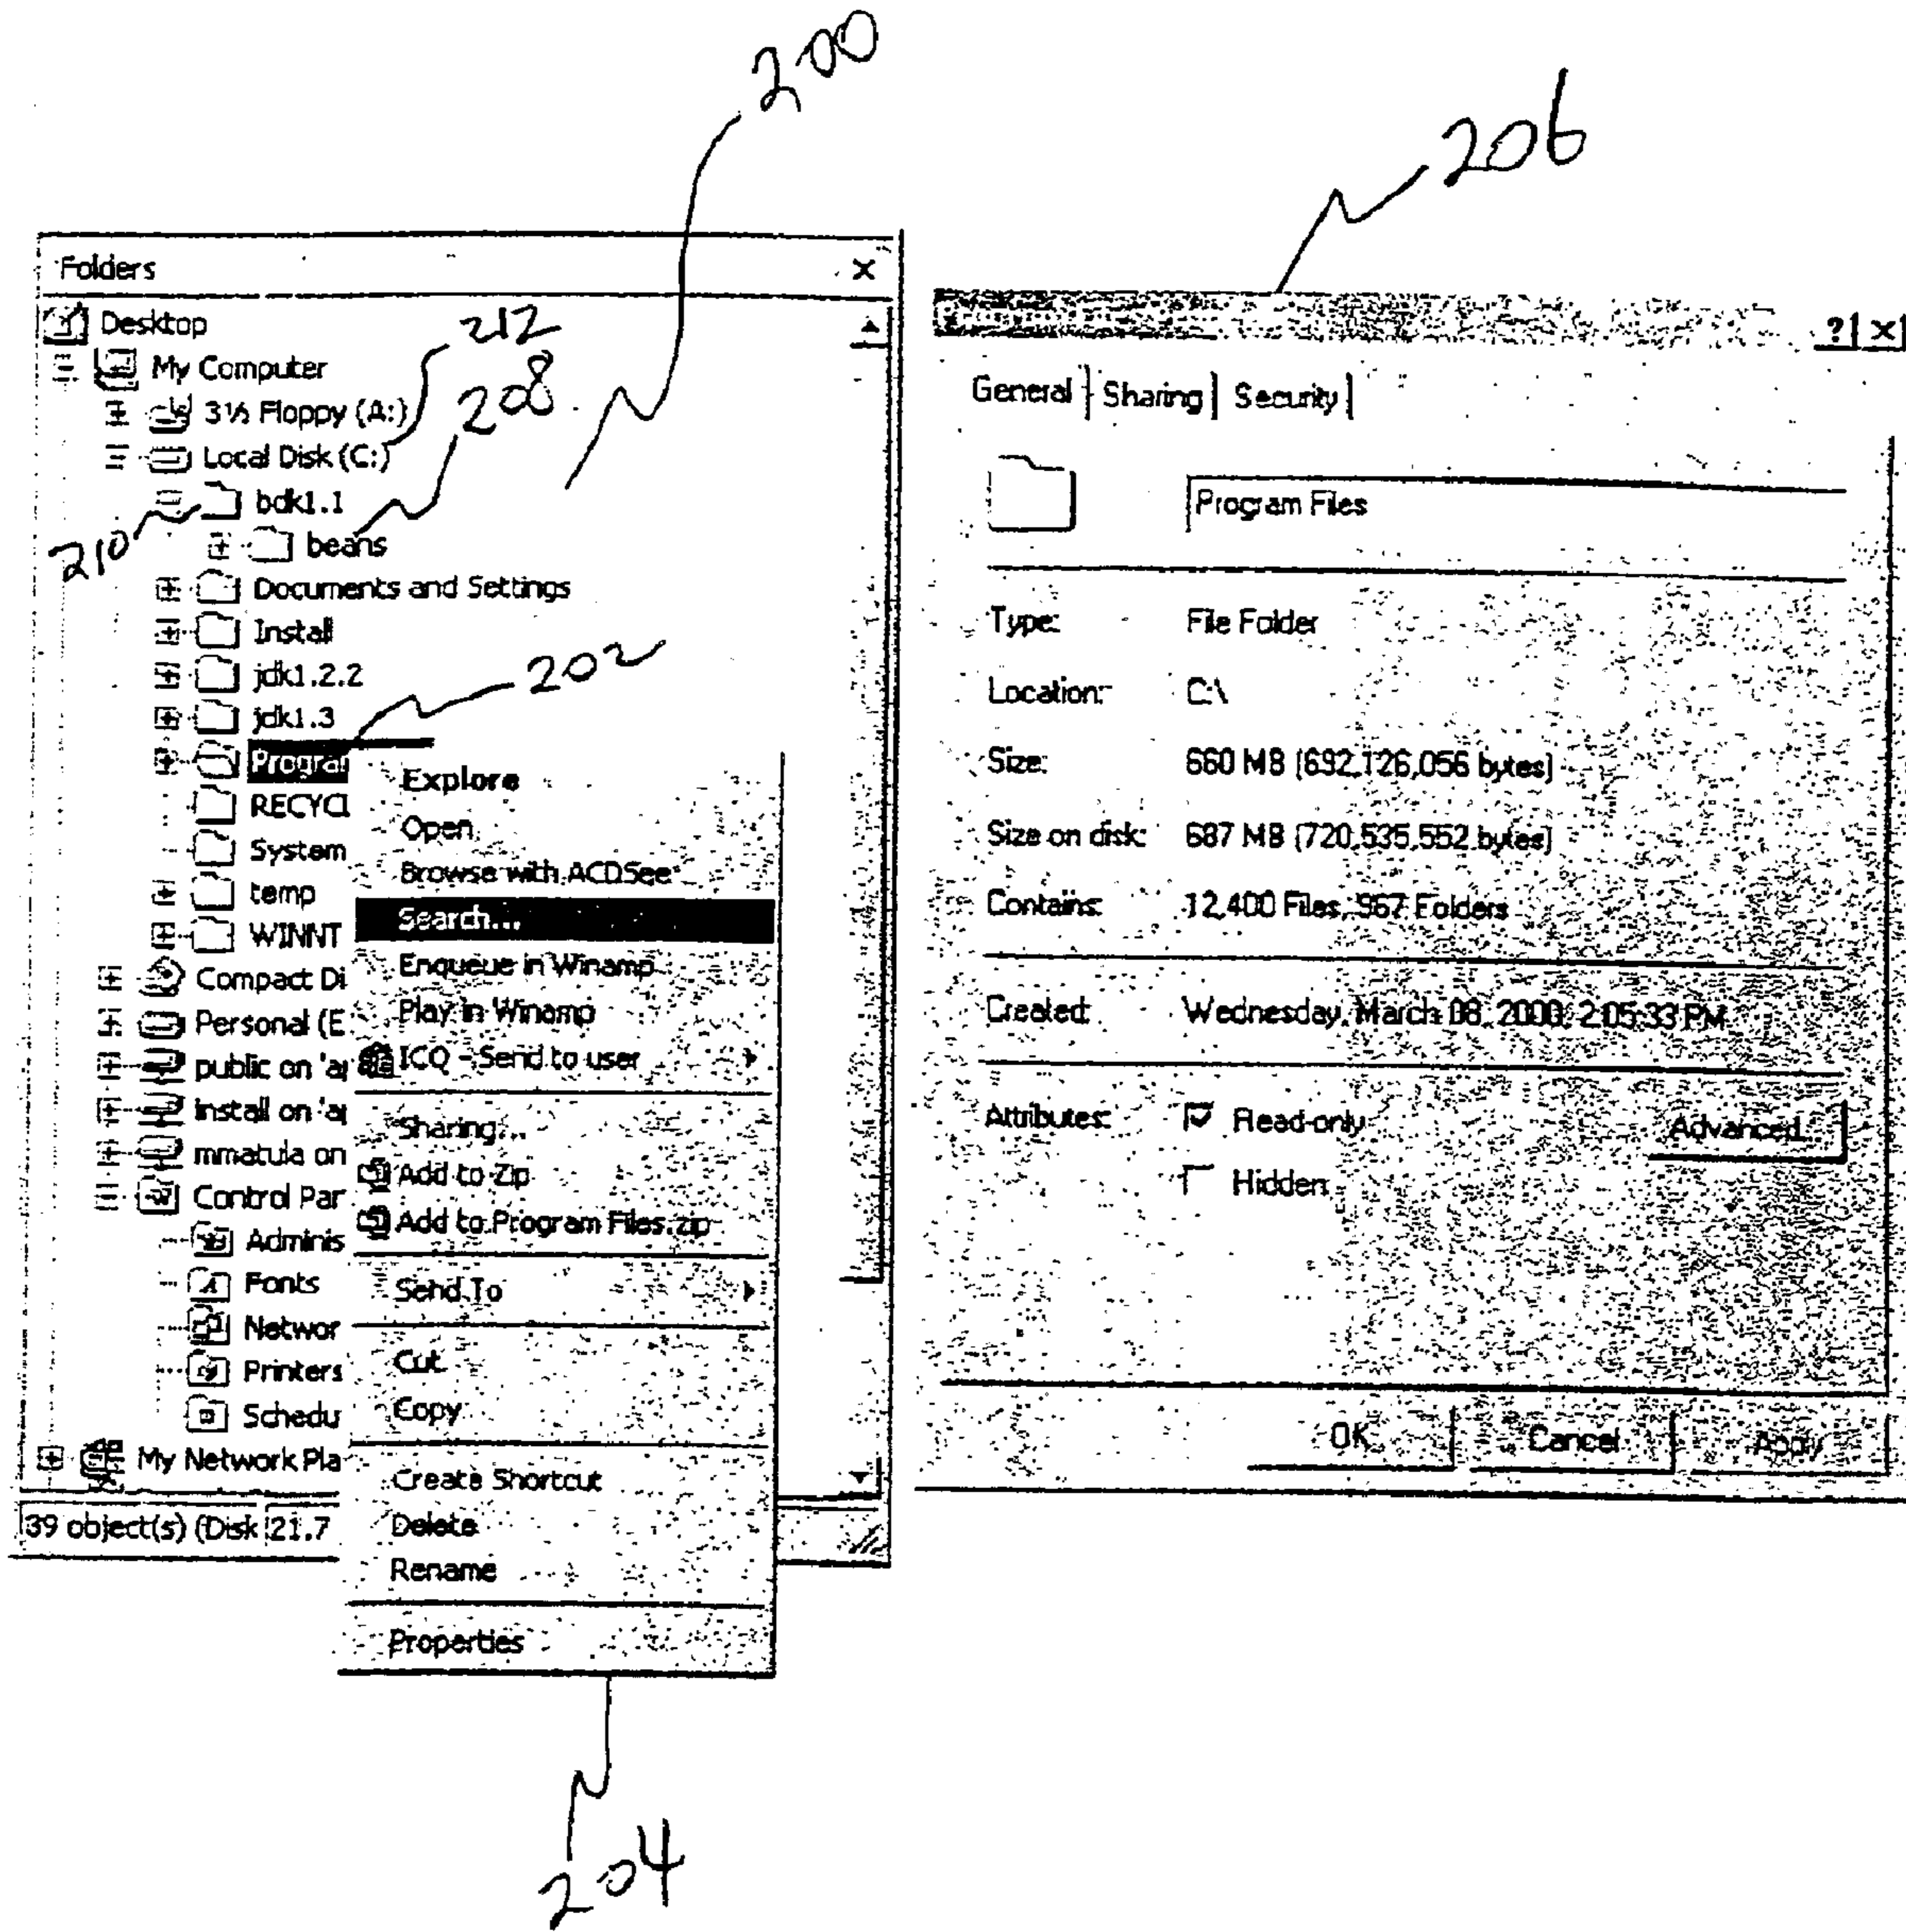 200
206
Folders
Desktop
212
My Computer
3½ Floppy (A:)
208
Local Disk (C:)
bdk1.1
210
beans
Documents and Settings
Install
202
jdk1.2.2
jdk1.3
Program
RECYCL
System
temp
WINNT
Compact Di
Personal (E
public on 'ap
install on 'ap
mmatula on
Control Par
Adminis
Fonts
Networ
Printers
Schedu
My Network Pla
39 object(s) (Disk 21.7
Explore
Open
Browse with ACDSee
Search...
Enqueue in Winamp
Play in Winamp
ICQ - Send to user
Sharing...
Add to Zip
Add to Program Files.zip
Send To
Cut
Copy
Create Shortcut
Delete
Rename
Properties
204
General Sharing Security
Program Files
Type: File Folder
Location: C:\
Size: 660 MB (692,126,056 bytes)
Size on disk: 687 MB (720,535,552 bytes)
Contains: 12,400 Files, 967 Folders
Created: Wednesday, March 08, 2000, 2:05:33 PM
Attributes: Read-only Advanced...
Hidden
OK Cancel Apply